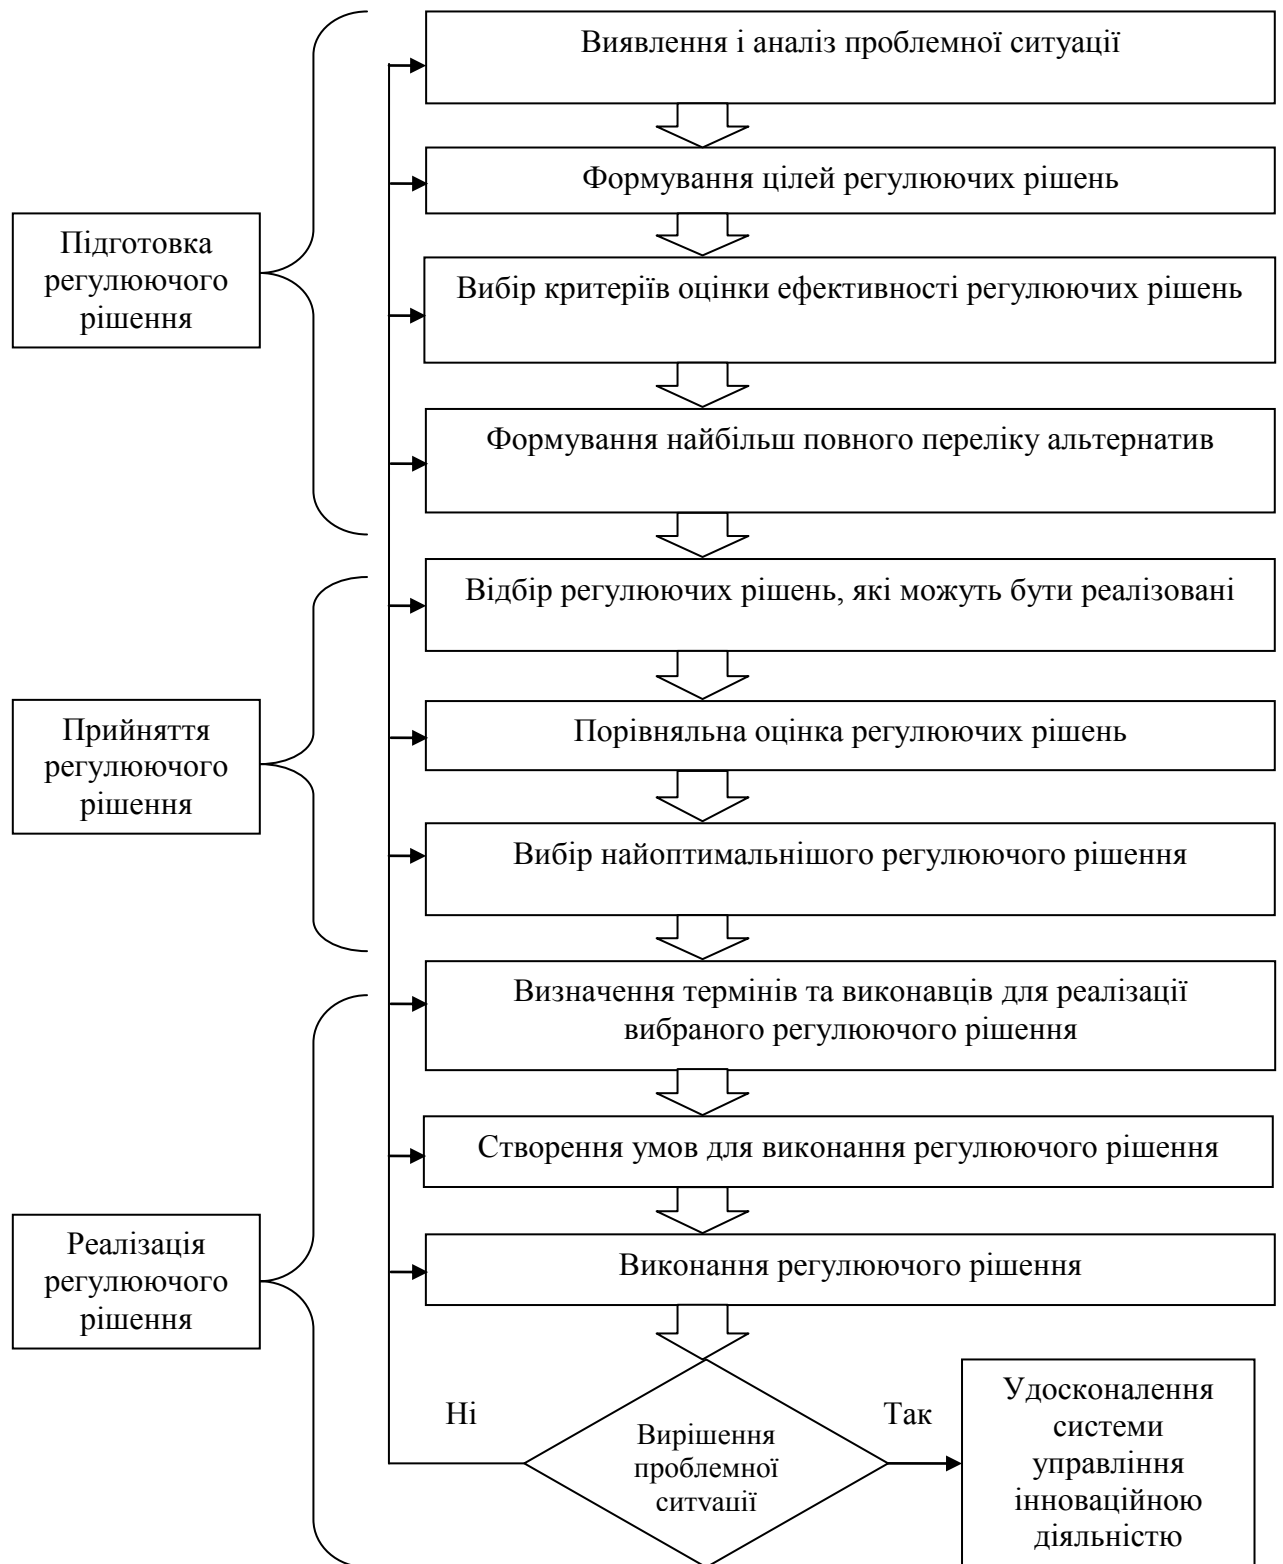 Виявлення і аналіз проблемної ситуації
Формування цілей регулюючих рішень
Підготовка
регулюючого
рішення
Вибір критеріїв оцінки ефективності регулюючих рішень
Формування найбільш повного переліку альтернатив
Відбір регулюючих рішень, які можуть бути реалізовані
Прийняття
регулюючого
рішення
Порівняльна оцінка регулюючих рішень
Вибір найоптимальнішого регулюючого рішення
Визначення термінів та виконавців для реалізації
вибраного регулюючого рішення
Створення умов для виконання регулюючого рішення
Реалізація
регулюючого
рішення
Виконання регулюючого рішення
Ні
Вирішення
проблемної
ситуації
Так
Удосконалення
системи
управління
інноваційною
діяльністю